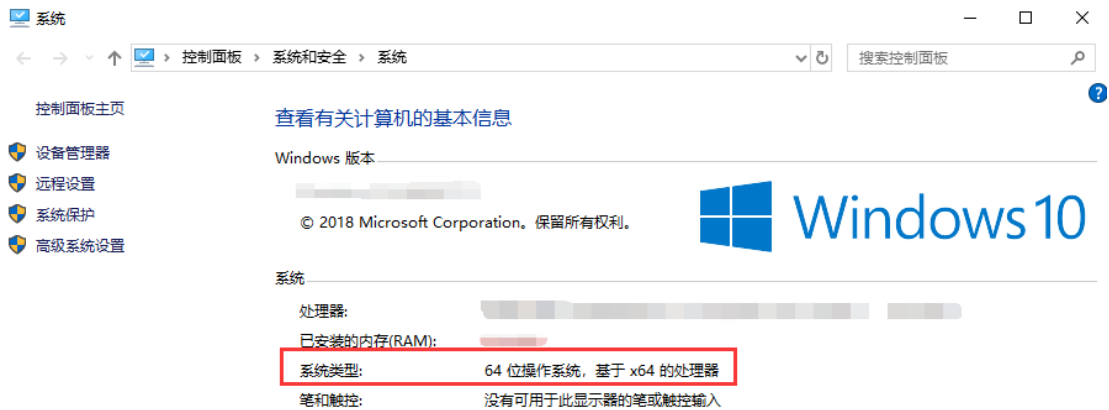 系统
控制面板 › 系统和安全 › 系统
搜索控制面板
控制面板主页
设备管理器
远程设置
系统保护
高级系统设置
?
查看有关计算机的基本信息
Windows 版本
© 2018 Microsoft Corporation。保留所有权利。
Windows 10
系统
处理器:
已安装的内存(RAM):
系统类型: 64 位操作系统, 基于 x64 的处理器
笔和触控: 没有可用于此显示器的笔或触控输入